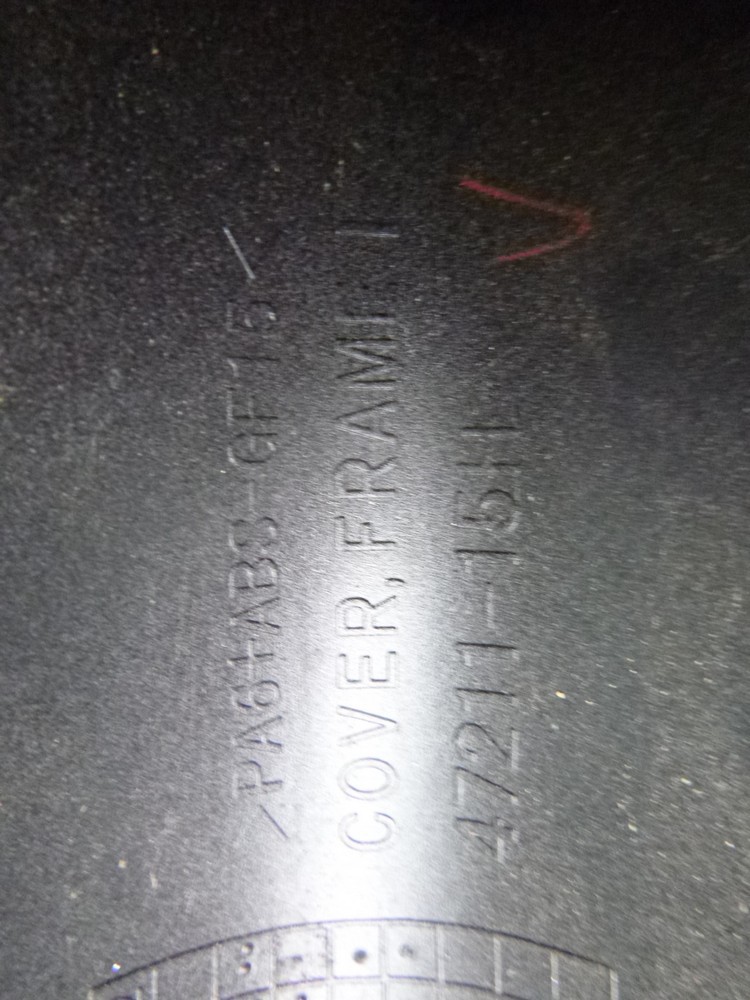 >PA6+ABS-GF15<
COVER, FRAME
47211-15H